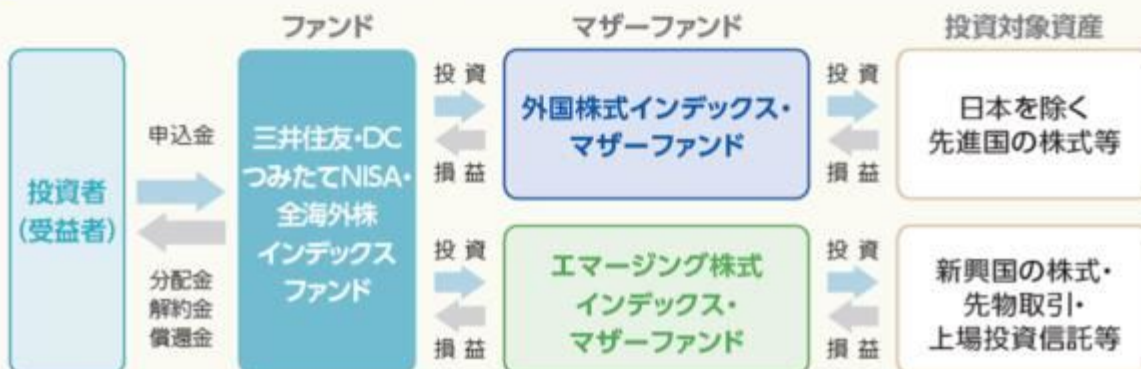 ファンド
マザーファンド
投資対象資産
投資者
(受益者)
申込金
分配金
解約金
償還金
三井住友・DC
つみたてNISA・
全海外株
インデックス
ファンド
投資
損益
外国株式インデックス・
マザーファンド
投資
損益
日本を除く
先進国の株式等
投資
損益
エマージング株式
インデックス・
マザーファンド
投資
損益
新興国の株式・
先物取引・
上場投資信託等